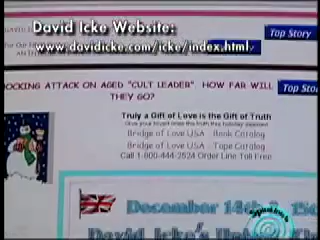 David Icke Website:
www.davidicke.com/icke/index.html
Top Story
OCKING ATTACK ON AGED "CULT LEADER" HOW FAR WILL
THEY GO?
Top Sto
Truly a Gift of Love is the Gift of Truth
Bridge of Love USA - Book Catalog
Bridge of Love USA - Tape Catalog
Call 1-800-444-2524 Order Line Toll Free
December 14th
David Icke's